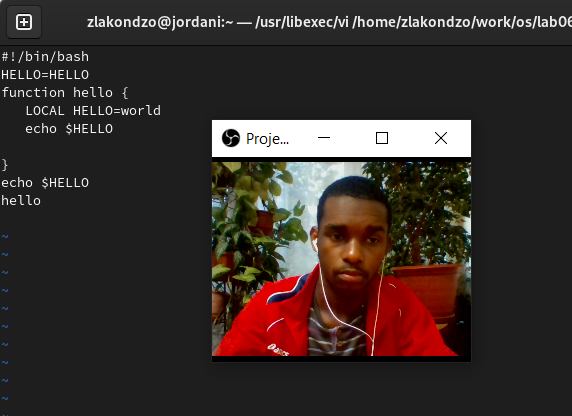 zlakondzo@jordani:~ — /usr/libexec/vi /home/zlakondzo/work/os/lab06
#!/bin/bash
HELLO=HELLO
function hello {
   LOCAL HELLO=world
   echo $HELLO
Proje...
}
echo $HELLO
hello
~
~
~
~
~
~
~
~
~
~